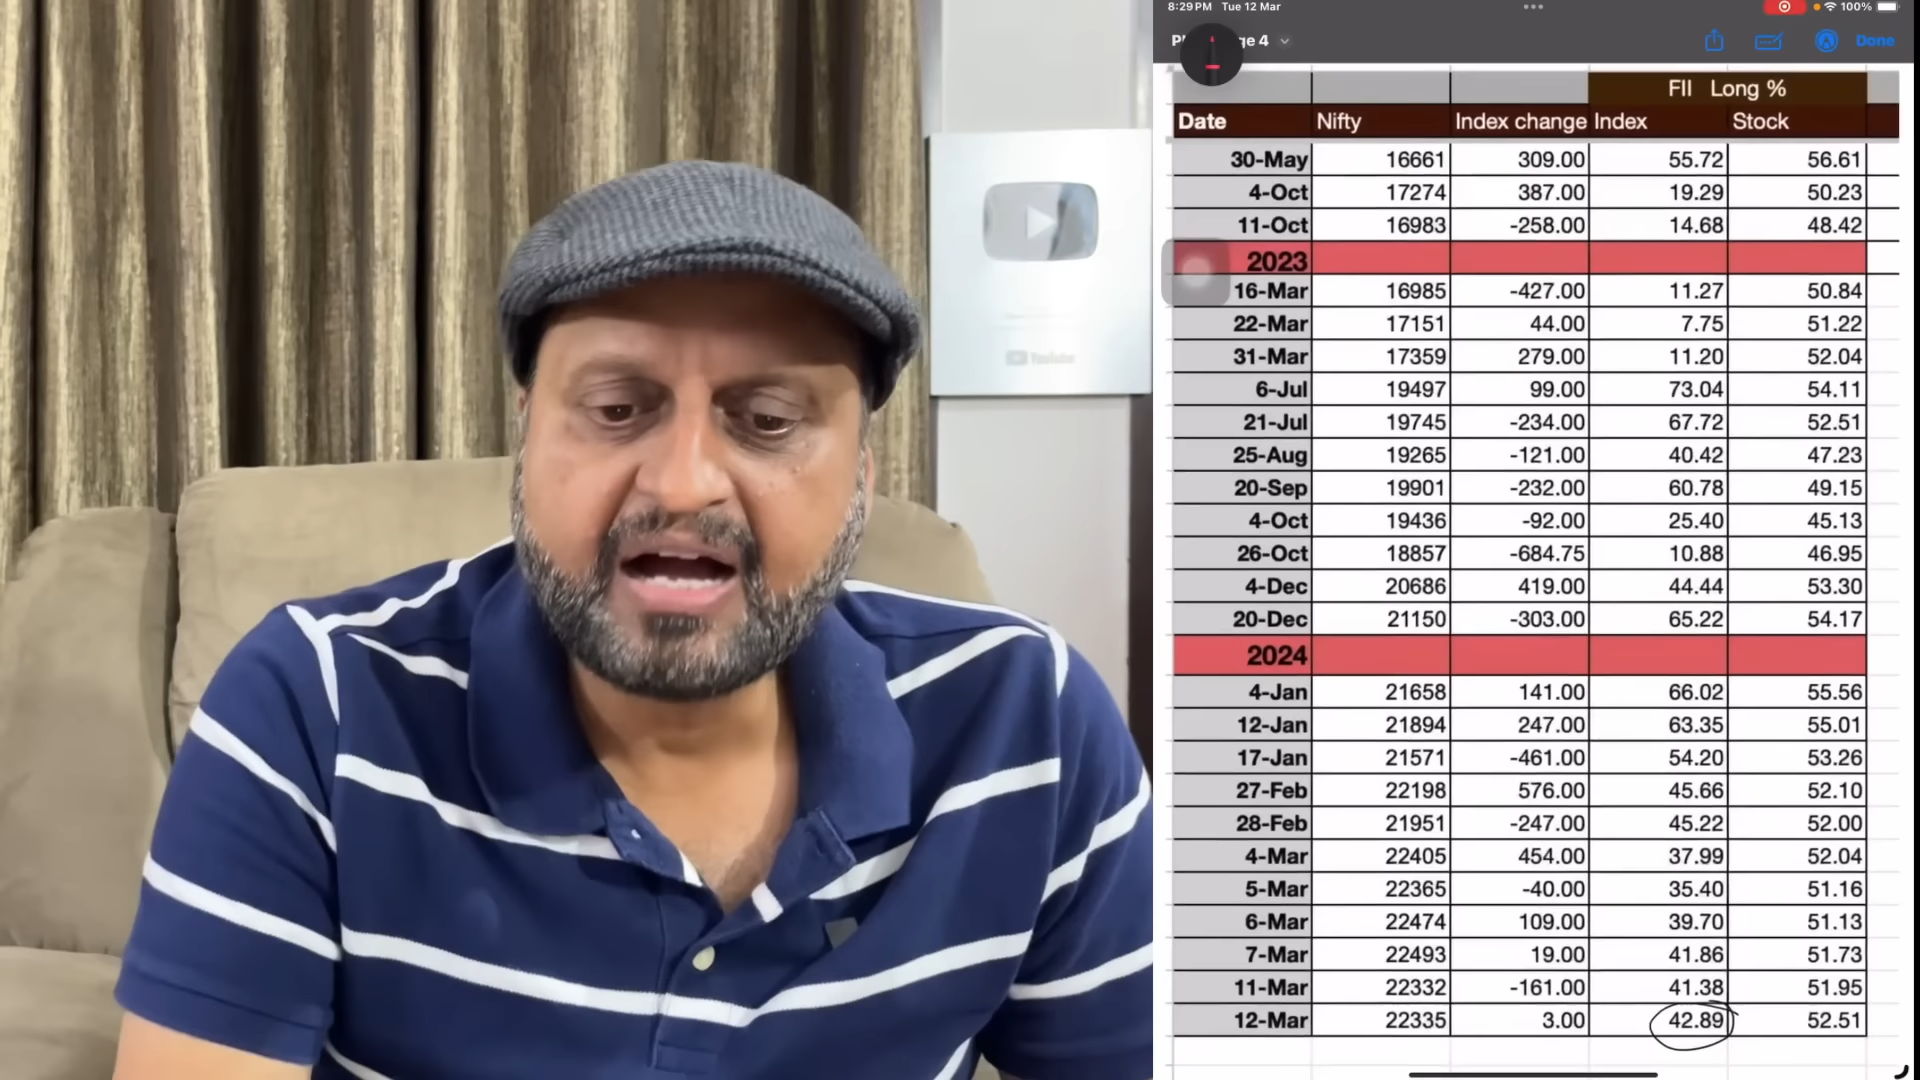 8:29 PM Tue 12 Mar
100%
ge 4
Done
FII Long %
Date Nifty Index change Index Stock
30-May 16661 309.00 55.72 56.61
4-Oct 17274 387.00 19.29 50.23
11-Oct 16983 -258.00 14.68 48.42
2023
16-Mar 16985 -427.00 11.27 50.84
22-Mar 17151 44.00 7.75 51.22
31-Mar 17359 279.00 11.20 52.04
6-Jul 19497 99.00 73.04 54.11
21-Jul 19745 -234.00 67.72 52.51
25-Aug 19265 -121.00 40.42 47.23
20-Sep 19901 -232.00 60.78 49.15
4-Oct 19436 -92.00 25.40 45.13
26-Oct 18857 -684.75 10.88 46.95
4-Dec 20686 419.00 44.44 53.30
20-Dec 21150 -303.00 65.22 54.17
2024
4-Jan 21658 141.00 66.02 55.56
12-Jan 21894 247.00 63.35 55.01
17-Jan 21571 -461.00 54.20 53.26
27-Feb 22198 576.00 45.66 52.10
28-Feb 21951 -247.00 45.22 52.00
4-Mar 22405 454.00 37.99 52.04
5-Mar 22365 -40.00 35.40 51.16
6-Mar 22474 109.00 39.70 51.13
7-Mar 22493 19.00 41.86 51.73
11-Mar 22332 -161.00 41.38 51.95
12-Mar 22335 3.00 42.89 52.51
YouTube